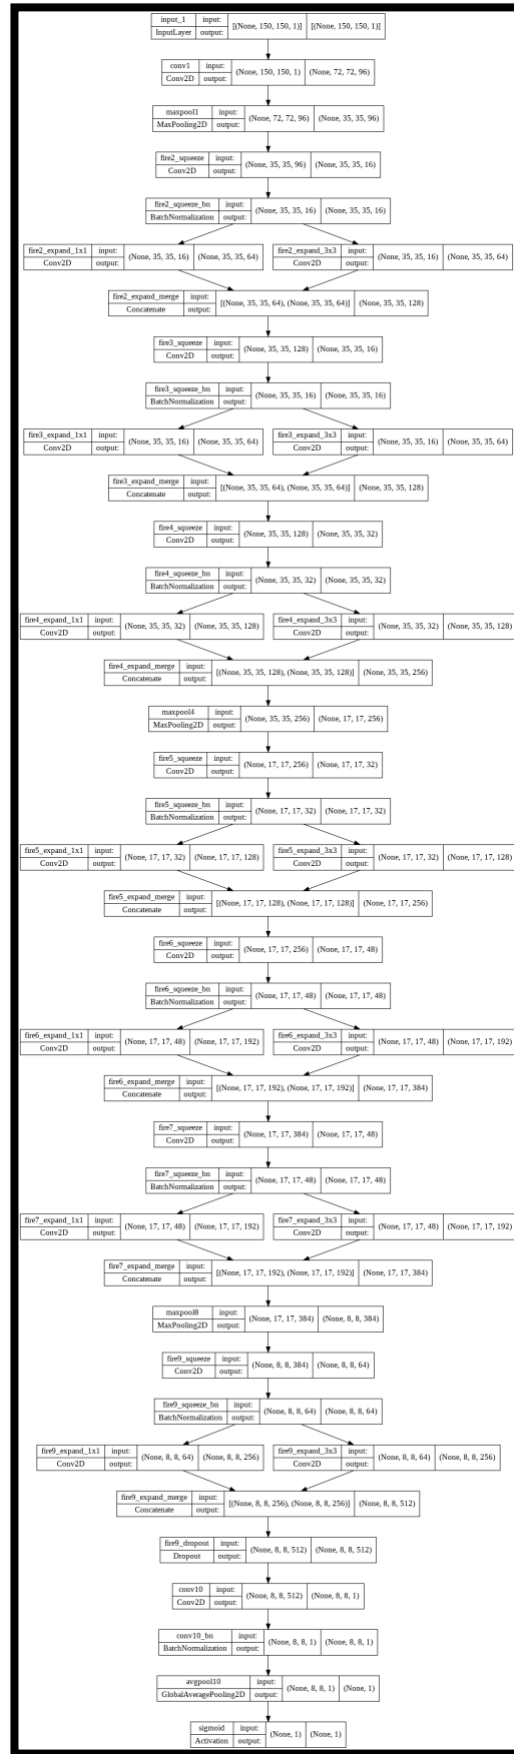 input_1 input: [(None, 150, 150, 1)] [(None, 150, 150, 1)]
InputLayer output:
conv1 input: (None, 150, 150, 1) (None, 72, 72, 96)
Conv2D output:
maxpool1 input: (None, 72, 72, 96) (None, 35, 35, 96)
MaxPooling2D output:
fire2_squeeze input: (None, 35, 35, 96) (None, 35, 35, 16)
Conv2D output:
fire2_squeeze_bn input: (None, 35, 35, 16) (None, 35, 35, 16)
BatchNormalization output:
fire2_expand_1x1 input: (None, 35, 35, 16) (None, 35, 35, 64)
Conv2D output:
fire2_expand_3x3 input: (None, 35, 35, 16) (None, 35, 35, 64)
Conv2D output:
fire2_expand_merge input: [(None, 35, 35, 64), (None, 35, 35, 64)] (None, 35, 35, 128)
Concatenate output:
fire3_squeeze input: (None, 35, 35, 128) (None, 35, 35, 16)
Conv2D output:
fire3_squeeze_bn input: (None, 35, 35, 16) (None, 35, 35, 16)
BatchNormalization output:
fire3_expand_1x1 input: (None, 35, 35, 16) (None, 35, 35, 64)
Conv2D output:
fire3_expand_3x3 input: (None, 35, 35, 16) (None, 35, 35, 64)
Conv2D output:
fire3_expand_merge input: [(None, 35, 35, 64), (None, 35, 35, 64)] (None, 35, 35, 128)
Concatenate output:
fire4_squeeze input: (None, 35, 35, 128) (None, 35, 35, 32)
Conv2D output:
fire4_squeeze_bn input: (None, 35, 35, 32) (None, 35, 35, 32)
BatchNormalization output:
fire4_expand_1x1 input: (None, 35, 35, 32) (None, 35, 35, 128)
Conv2D output:
fire4_expand_3x3 input: (None, 35, 35, 32) (None, 35, 35, 128)
Conv2D output:
fire4_expand_merge input: [(None, 35, 35, 128), (None, 35, 35, 128)] (None, 35, 35, 256)
Concatenate output:
maxpool4 input: (None, 35, 35, 256) (None, 17, 17, 256)
MaxPooling2D output:
fire5_squeeze input: (None, 17, 17, 256) (None, 17, 17, 32)
Conv2D output:
fire5_squeeze_bn input: (None, 17, 17, 32) (None, 17, 17, 32)
BatchNormalization output:
fire5_expand_1x1 input: (None, 17, 17, 32) (None, 17, 17, 128)
Conv2D output:
fire5_expand_3x3 input: (None, 17, 17, 32) (None, 17, 17, 128)
Conv2D output:
fire5_expand_merge input: [(None, 17, 17, 128), (None, 17, 17, 128)] (None, 17, 17, 256)
Concatenate output:
fire6_squeeze input: (None, 17, 17, 256) (None, 17, 17, 48)
Conv2D output:
fire6_squeeze_bn input: (None, 17, 17, 48) (None, 17, 17, 48)
BatchNormalization output:
fire6_expand_1x1 input: (None, 17, 17, 48) (None, 17, 17, 192)
Conv2D output:
fire6_expand_3x3 input: (None, 17, 17, 48) (None, 17, 17, 192)
Conv2D output:
fire6_expand_merge input: [(None, 17, 17, 192), (None, 17, 17, 192)] (None, 17, 17, 384)
Concatenate output:
fire7_squeeze input: (None, 17, 17, 384) (None, 17, 17, 48)
Conv2D output:
fire7_squeeze_bn input: (None, 17, 17, 48) (None, 17, 17, 48)
BatchNormalization output:
fire7_expand_1x1 input: (None, 17, 17, 48) (None, 17, 17, 192)
Conv2D output:
fire7_expand_3x3 input: (None, 17, 17, 48) (None, 17, 17, 192)
Conv2D output:
fire7_expand_merge input: [(None, 17, 17, 192), (None, 17, 17, 192)] (None, 17, 17, 384)
Concatenate output:
maxpool8 input: (None, 17, 17, 384) (None, 8, 8, 384)
MaxPooling2D output:
fire9_squeeze input: (None, 8, 8, 384) (None, 8, 8, 64)
Conv2D output:
fire9_squeeze_bn input: (None, 8, 8, 64) (None, 8, 8, 64)
BatchNormalization output:
fire9_expand_1x1 input: (None, 8, 8, 64) (None, 8, 8, 256)
Conv2D output:
fire9_expand_3x3 input: (None, 8, 8, 64) (None, 8, 8, 256)
Conv2D output:
fire9_expand_merge input: [(None, 8, 8, 256), (None, 8, 8, 256)] (None, 8, 8, 512)
Concatenate output:
fire9_dropout input: (None, 8, 8, 512) (None, 8, 8, 512)
Dropout output:
conv10 input: (None, 8, 8, 512) (None, 8, 8, 1)
Conv2D output:
conv10_bn input: (None, 8, 8, 1) (None, 8, 8, 1)
BatchNormalization output:
avgpool10 input: (None, 8, 8, 1) (None, 1)
GlobalAveragePooling2D output:
sigmoid input: (None, 1) (None, 1)
Activation output: